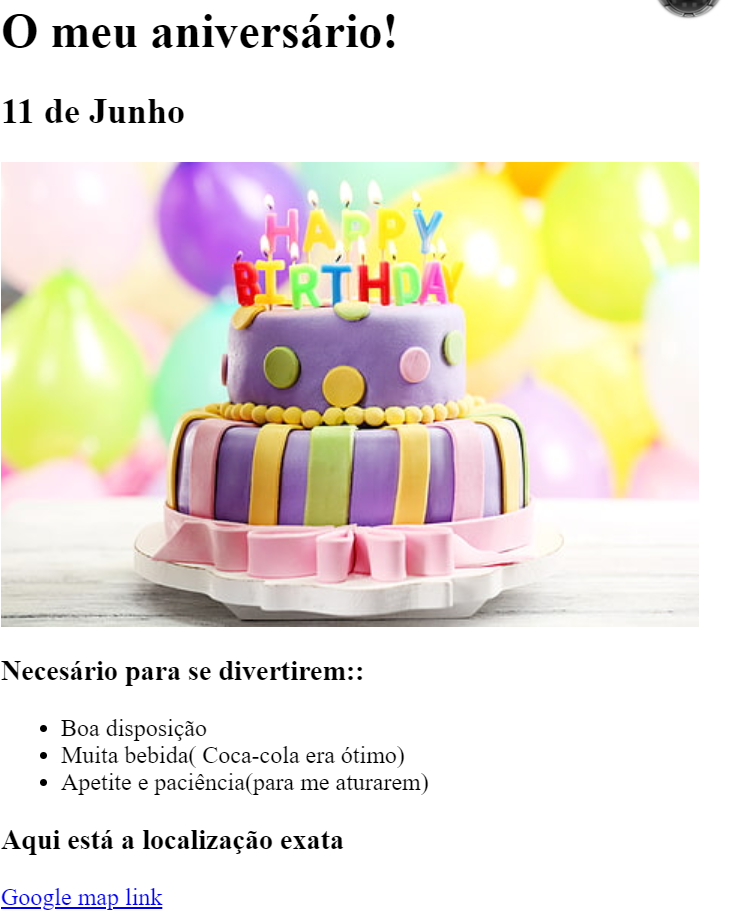 O meu aniversário!
11 de Junho
HAPPY
BIRTHDAY
Necesário para se divertirem::
Boa disposição
Muita bebida( Coca-cola era ótimo)
Apetite e paciência(para me aturarem)
Aqui está a localização exata
Google map link